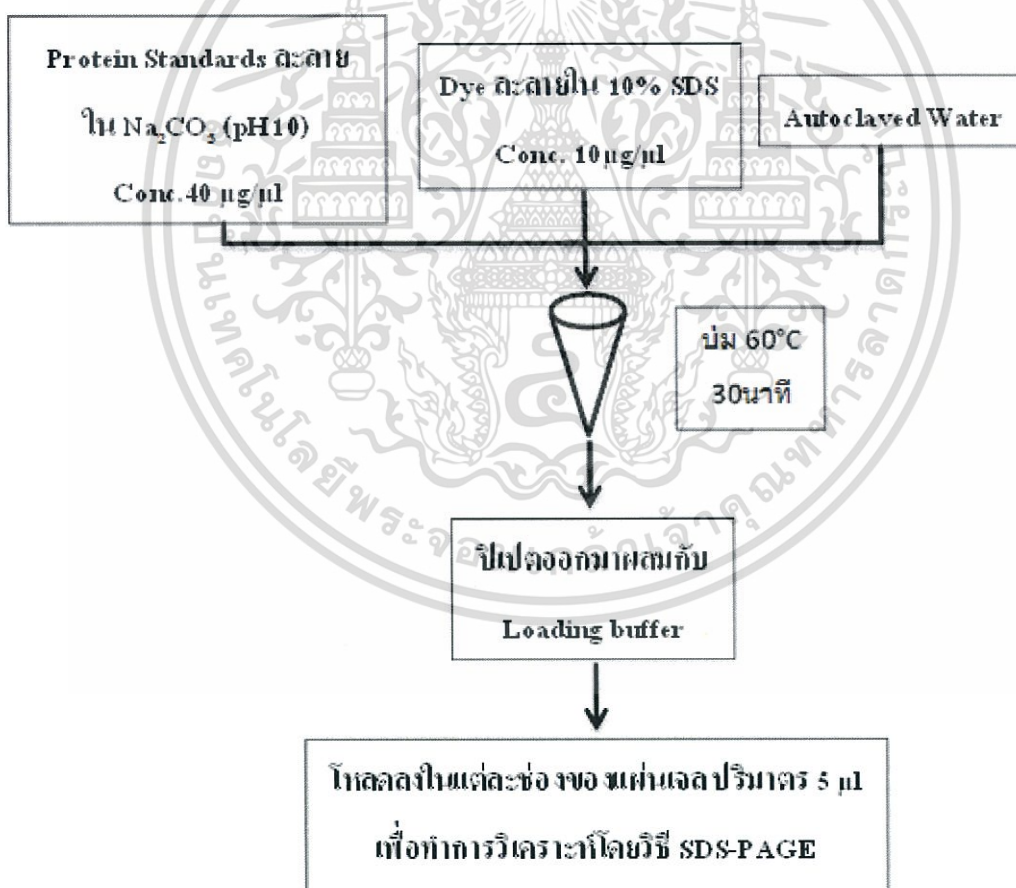 Protein Standards ละลาย
ใน Na₂CO₃ (pH10)
Conc.40 µg/µl
Dye ละลายใน 10% SDS
Conc. 10µg/µl
Autoclaved Water
บ่ม 60°C
30นาที
ปิเปตออกมาผสมกับ
Loading buffer
โหลดลงในแต่ละช่องของแผ่นเจล ปริมาตร 5 µl
เพื่อทำการวิเคราะห์โดยวิธี SDS-PAGE